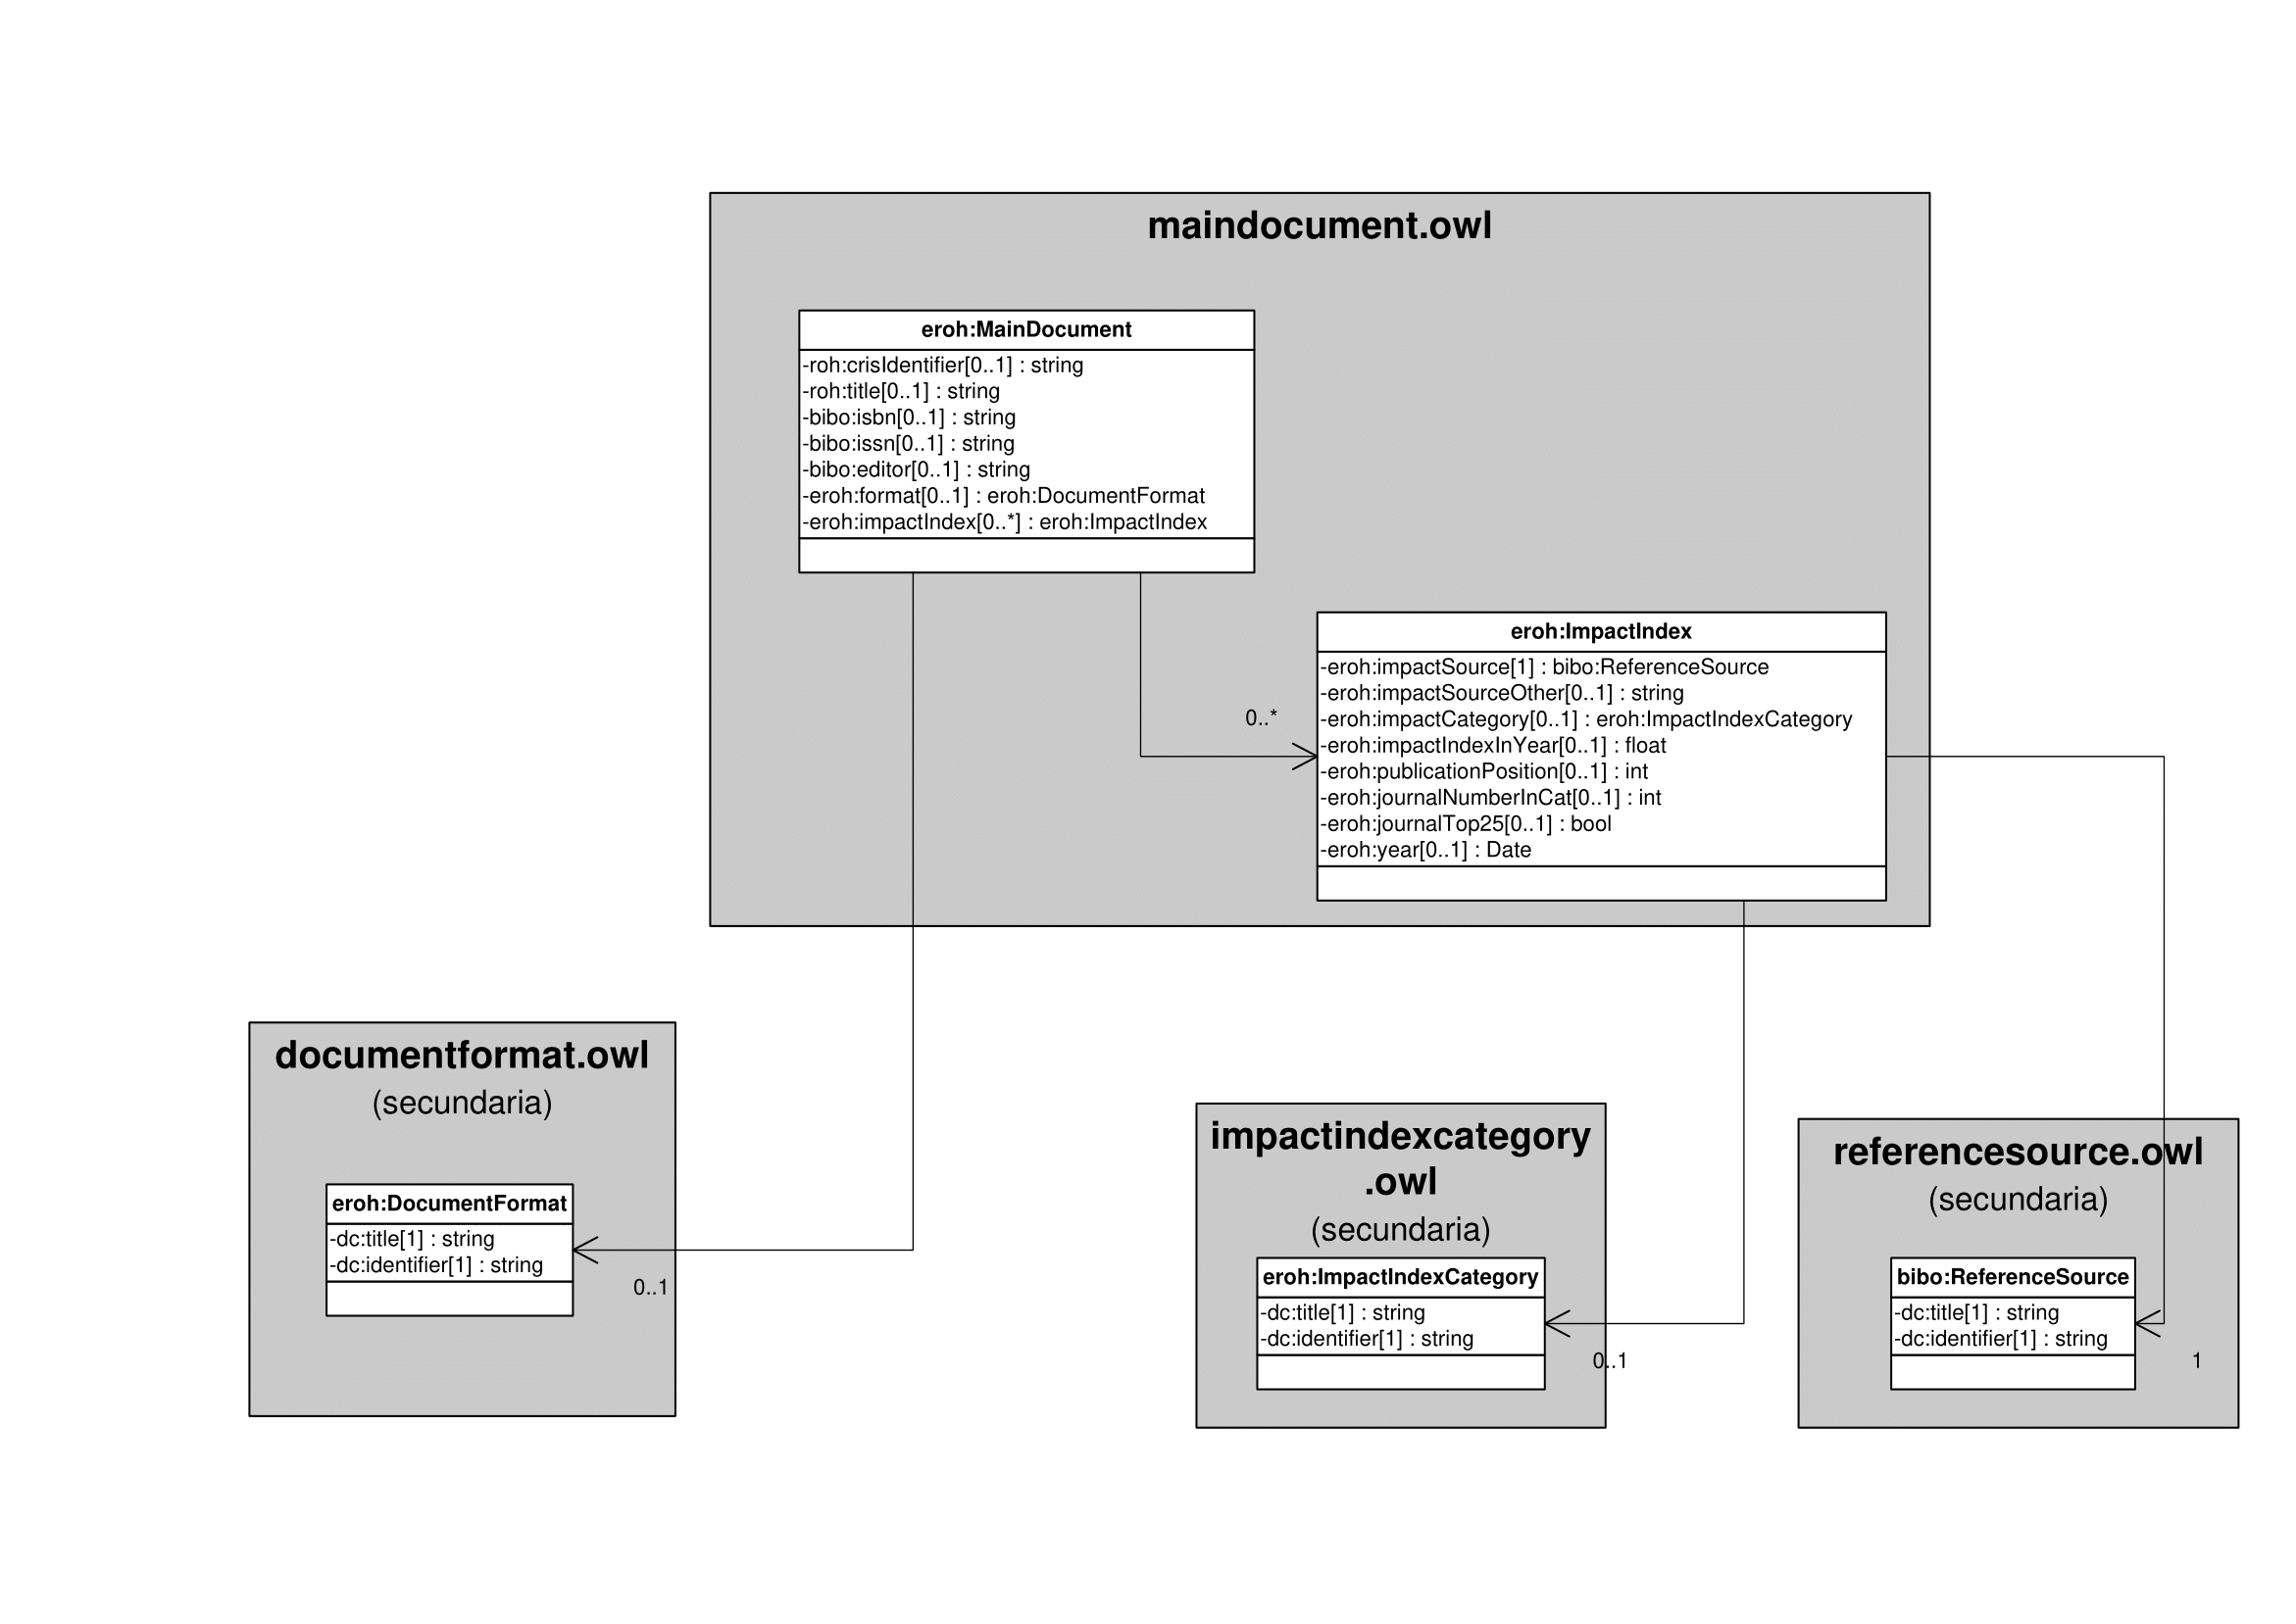 maindocument.owl
eroh:MainDocument
-roh:crisIdentifier[0..1] : string
-roh:title[0..1] : string
-bibo:isbn[0..1] : string
-bibo:issn[0..1] : string
-bibo:editor[0..1] : string
-eroh:format[0..1] : eroh:DocumentFormat
-eroh:impactIndex[0..*] : eroh:ImpactIndex
eroh:ImpactIndex
-eroh:impactSource[1] : bibo:ReferenceSource
-eroh:impactSourceOther[0..1] : string
-eroh:impactCategory[0..1] : eroh:ImpactIndexCategory
-eroh:impactIndexInYear[0..1] : float
-eroh:publicationPosition[0..1] : int
-eroh:journalNumberInCat[0..1] : int
-eroh:journalTop25[0..1] : bool
-eroh:year[0..1] : Date
0..*
documentformat.owl
(secundaria)
eroh:DocumentFormat
-dc:title[1] : string
-dc:identifier[1] : string
0..1
impactindexcategory
.owl
(secundaria)
eroh:ImpactIndexCategory
-dc:title[1] : string
-dc:identifier[1] : string
0..1
referencesource.owl
(secundaria)
bibo:ReferenceSource
-dc:title[1] : string
-dc:identifier[1] : string
1